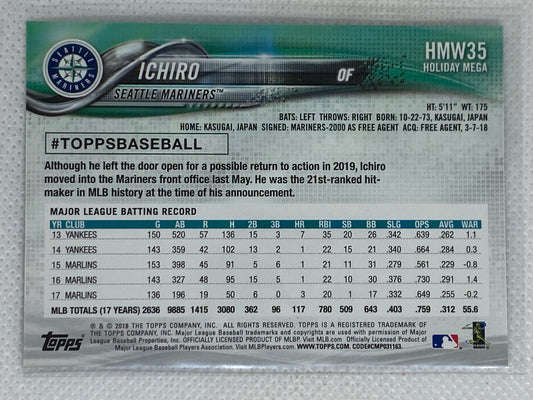 SEATTLE MARINERS
ICHIRO
SEATTLE MARINERS™
OF
HMW35
HOLIDAY MEGA
HT: 5'11" WT: 175
BATS: LEFT THROWS: RIGHT BORN: 10-22-73, KASUGAI, JAPAN
HOME: KASUGAI, JAPAN SIGNED: MARINERS-2000 AS FREE AGENT ACQ: FREE AGENT, 3-7-18
#TOPPSBASEBALL
Although he left the door open for a possible return to action in 2019, Ichiro
moved into the Mariners front office last May. He was the 21st-ranked hit-
maker in MLB history at the time of his announcement.
MAJOR LEAGUE BATTING RECORD
YR CLUB G AB R H 2B 3B HR RBI SB BB SLG OPS AVG WAR
13 YANKEES 150 520 57 136 15 3 7 35 20 26 .342 .639 .262 1.1
14 YANKEES 143 359 42 102 13 2 1 22 15 21 .340 .664 .284 0.3
15 MARLINS 153 398 45 91 5 6 1 21 11 31 .279 .561 .229 -0.8
16 MARLINS 143 327 48 95 15 5 1 22 10 30 .376 .730 .291 1.4
17 MARLINS 136 196 19 50 6 0 3 20 1 17 .332 .649 .255 -0.2
MLB TOTALS (17 YEARS) 2636 9885 1415 3080 362 96 117 780 509 643 .403 .759 .312 55.6
Topps
® & © 2018 THE TOPPS COMPANY, INC. ALL RIGHTS RESERVED. TOPPS IS A REGISTERED TRADEMARK OF
THE TOPPS COMPANY, INC. Major League Baseball trademarks and copyrights are used with permission of Major
League Baseball Properties, Inc. OFFICIALLY LICENSED PRODUCT OF MLB. Visit MLB.com. Officially Licensed Product of
Major League Baseball Players Association. Visit MLBPlayers.com. WWW.TOPPS.COM. CODE#CMP031163.